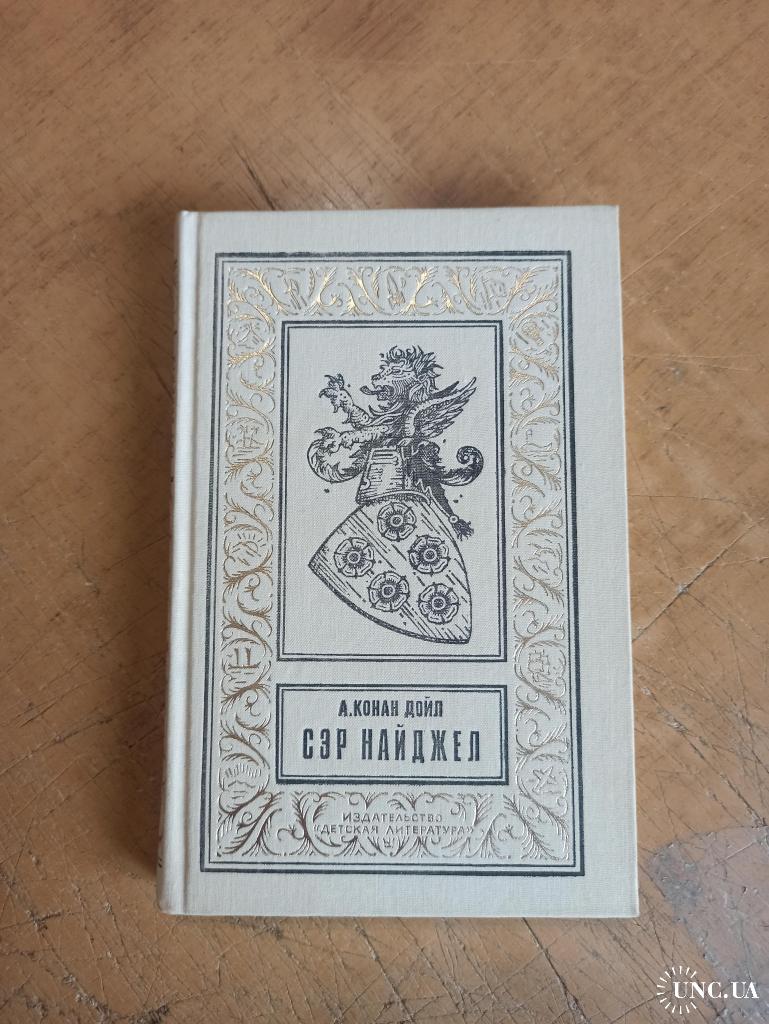 А.КОНАН ДОЙЛ
СЭР НАЙДЖЕЛ
ИЗДАТЕЛЬСТВО
«ДЕТСКАЯ ЛИТЕРАТУРА»
UNC.UA